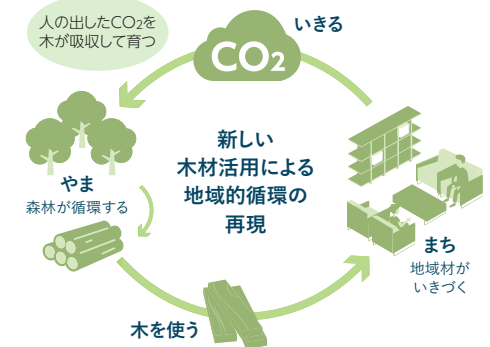 人の出したCO₂を
木が吸収して育つ
いきる
CO₂
新しい
木材活用による
地域的循環の
再現
やま
森林が循環する
まち
地域材が
いきづく
木を使う